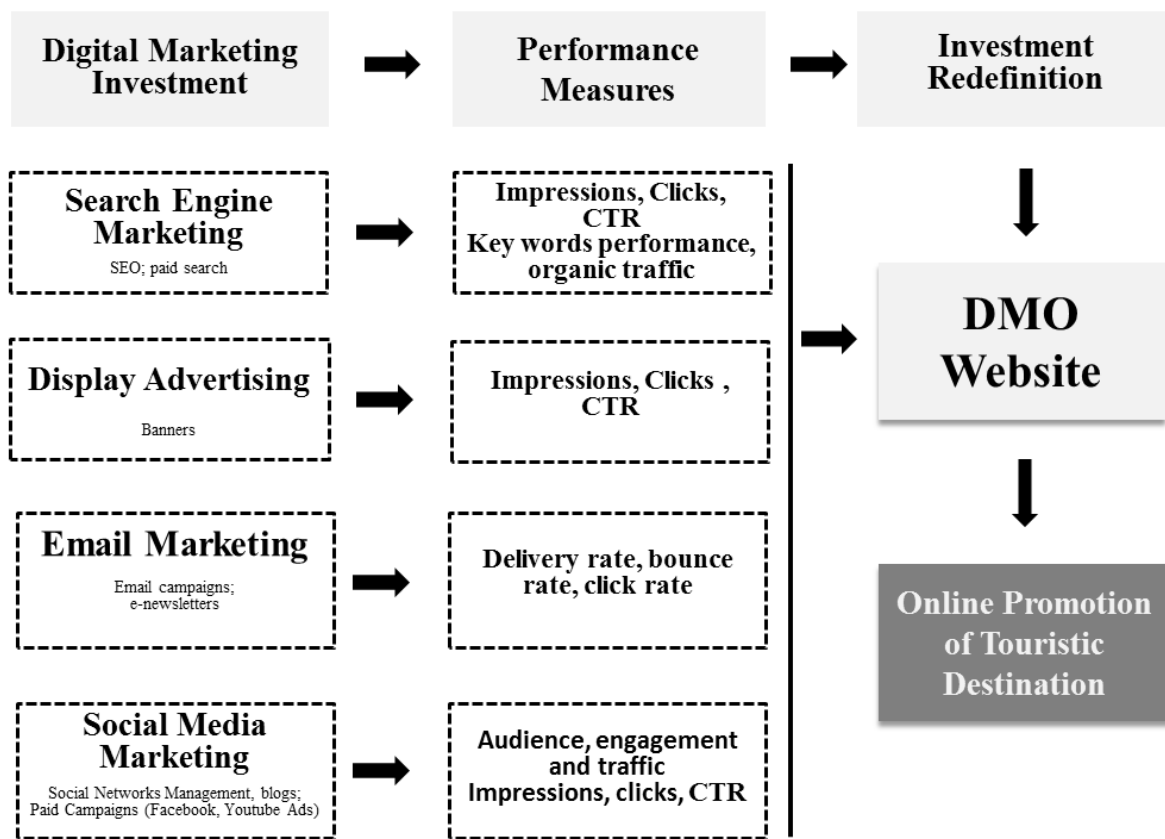 Digital Marketing
Investment
Performance
Measures
Investment
Redefinition
Search Engine
Marketing
SEO; paid search
Impressions, Clicks,
CTR
Key words performance,
organic traffic
DMO
Website
Display Advertising
Banners
Impressions, Clicks ,
CTR
Email Marketing
Email campaigns;
e-newsletters
Delivery rate, bounce
rate, click rate
Online Promotion
of Touristic
Destination
Social Media
Marketing
Social Networks Management, blogs;
Paid Campaigns (Facebook, Youtube Ads)
Audience, engagement
and traffic
Impressions, clicks, CTR